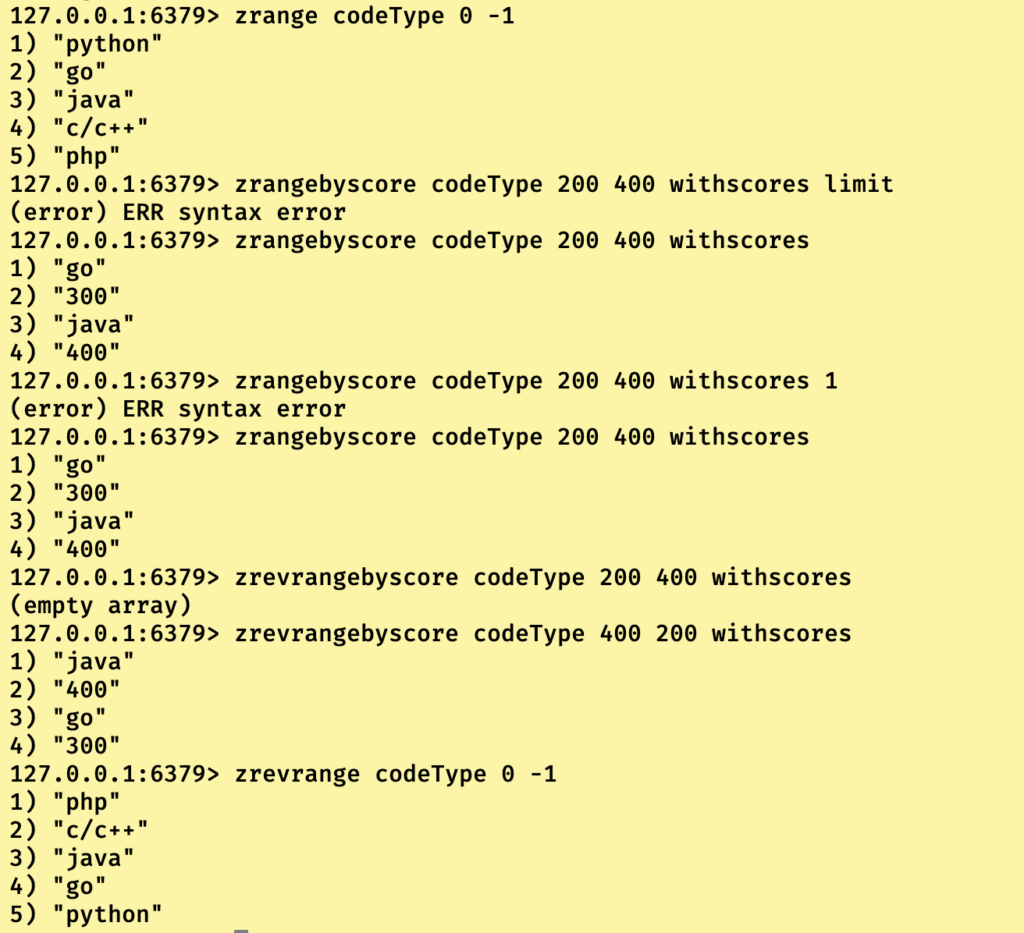 127.0.0.1:6379> zrange codeType 0 -1
1) "python"
2) "go"
3) "java"
4) "c/c++"
5) "php"
127.0.0.1:6379> zrangebyscore codeType 200 400 withscores limit
(error) ERR syntax error
127.0.0.1:6379> zrangebyscore codeType 200 400 withscores
1) "go"
2) "300"
3) "java"
4) "400"
127.0.0.1:6379> zrangebyscore codeType 200 400 withscores 1
(error) ERR syntax error
127.0.0.1:6379> zrangebyscore codeType 200 400 withscores
1) "go"
2) "300"
3) "java"
4) "400"
127.0.0.1:6379> zrevrangebyscore codeType 200 400 withscores
(empty array)
127.0.0.1:6379> zrevrangebyscore codeType 400 200 withscores
1) "java"
2) "400"
3) "go"
4) "300"
127.0.0.1:6379> zrevrange codeType 0 -1
1) "php"
2) "c/c++"
3) "java"
4) "go"
5) "python"